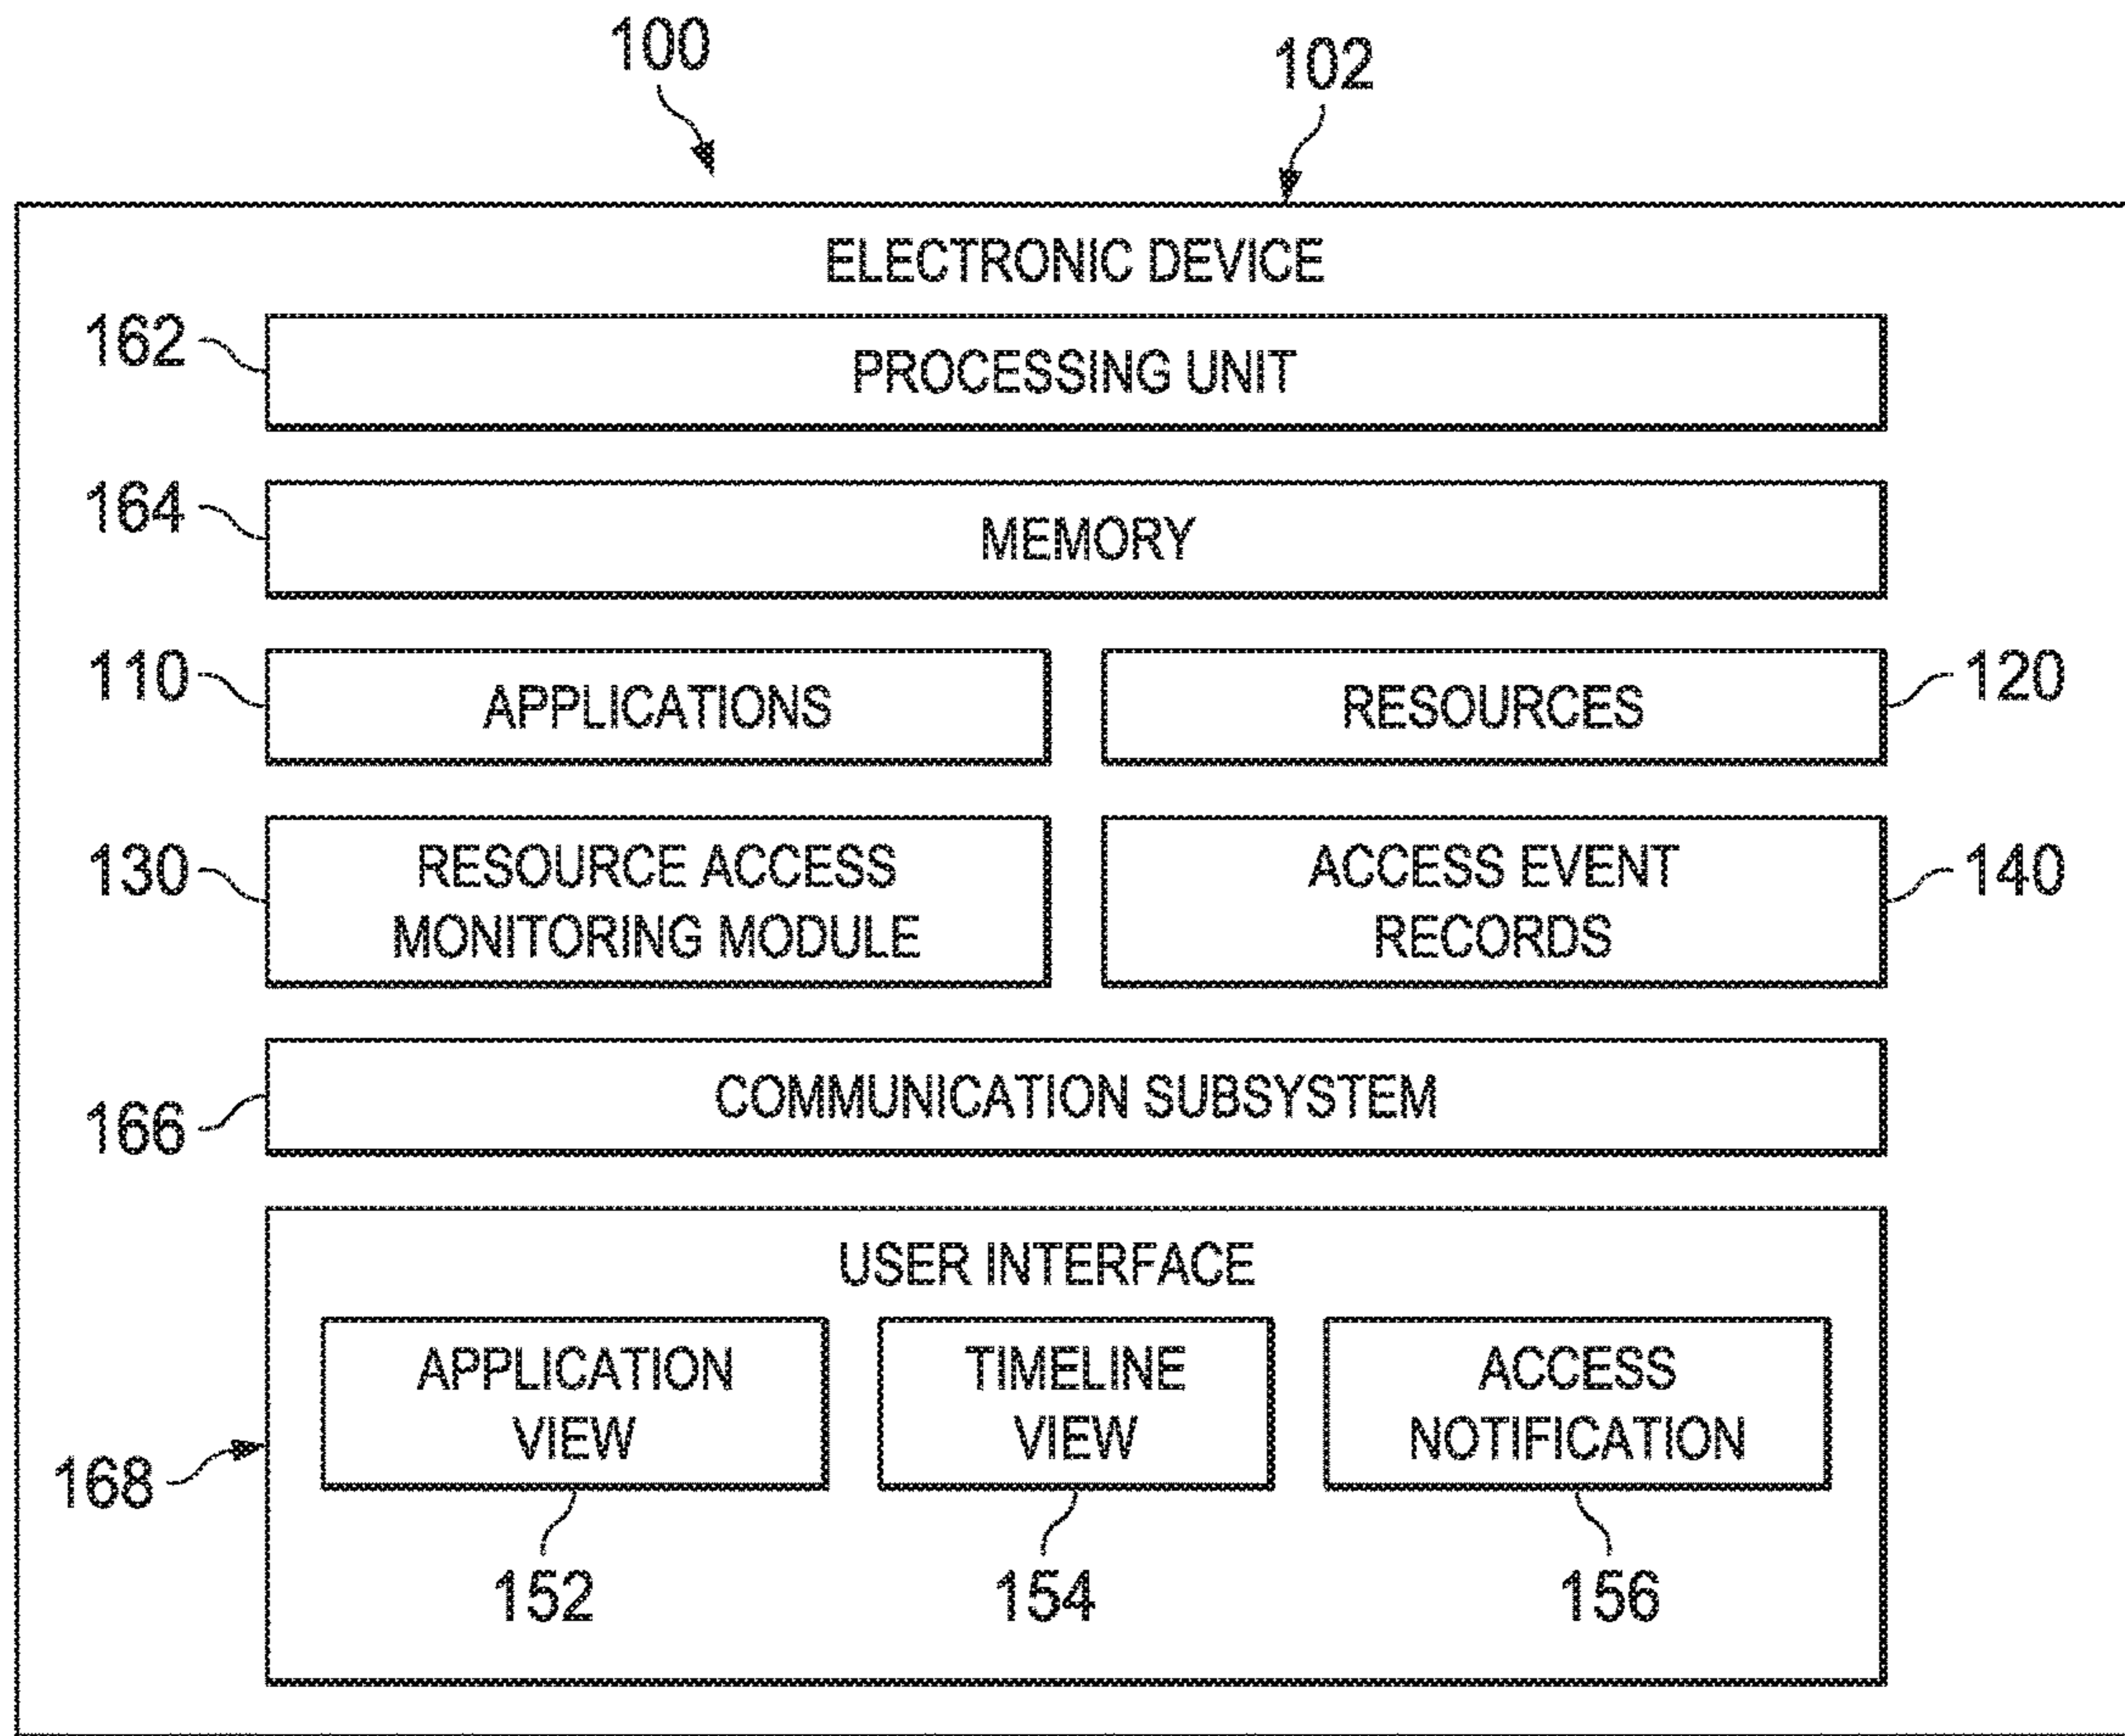 100
102
ELECTRONIC DEVICE
162
PROCESSING UNIT
164
MEMORY
110
APPLICATIONS
RESOURCES
120
130
RESOURCE ACCESS
MONITORING MODULE
ACCESS EVENT
RECORDS
140
166
COMMUNICATION SUBSYSTEM
168
USER INTERFACE
APPLICATION
VIEW
TIMELINE
VIEW
ACCESS
NOTIFICATION
152
154
156